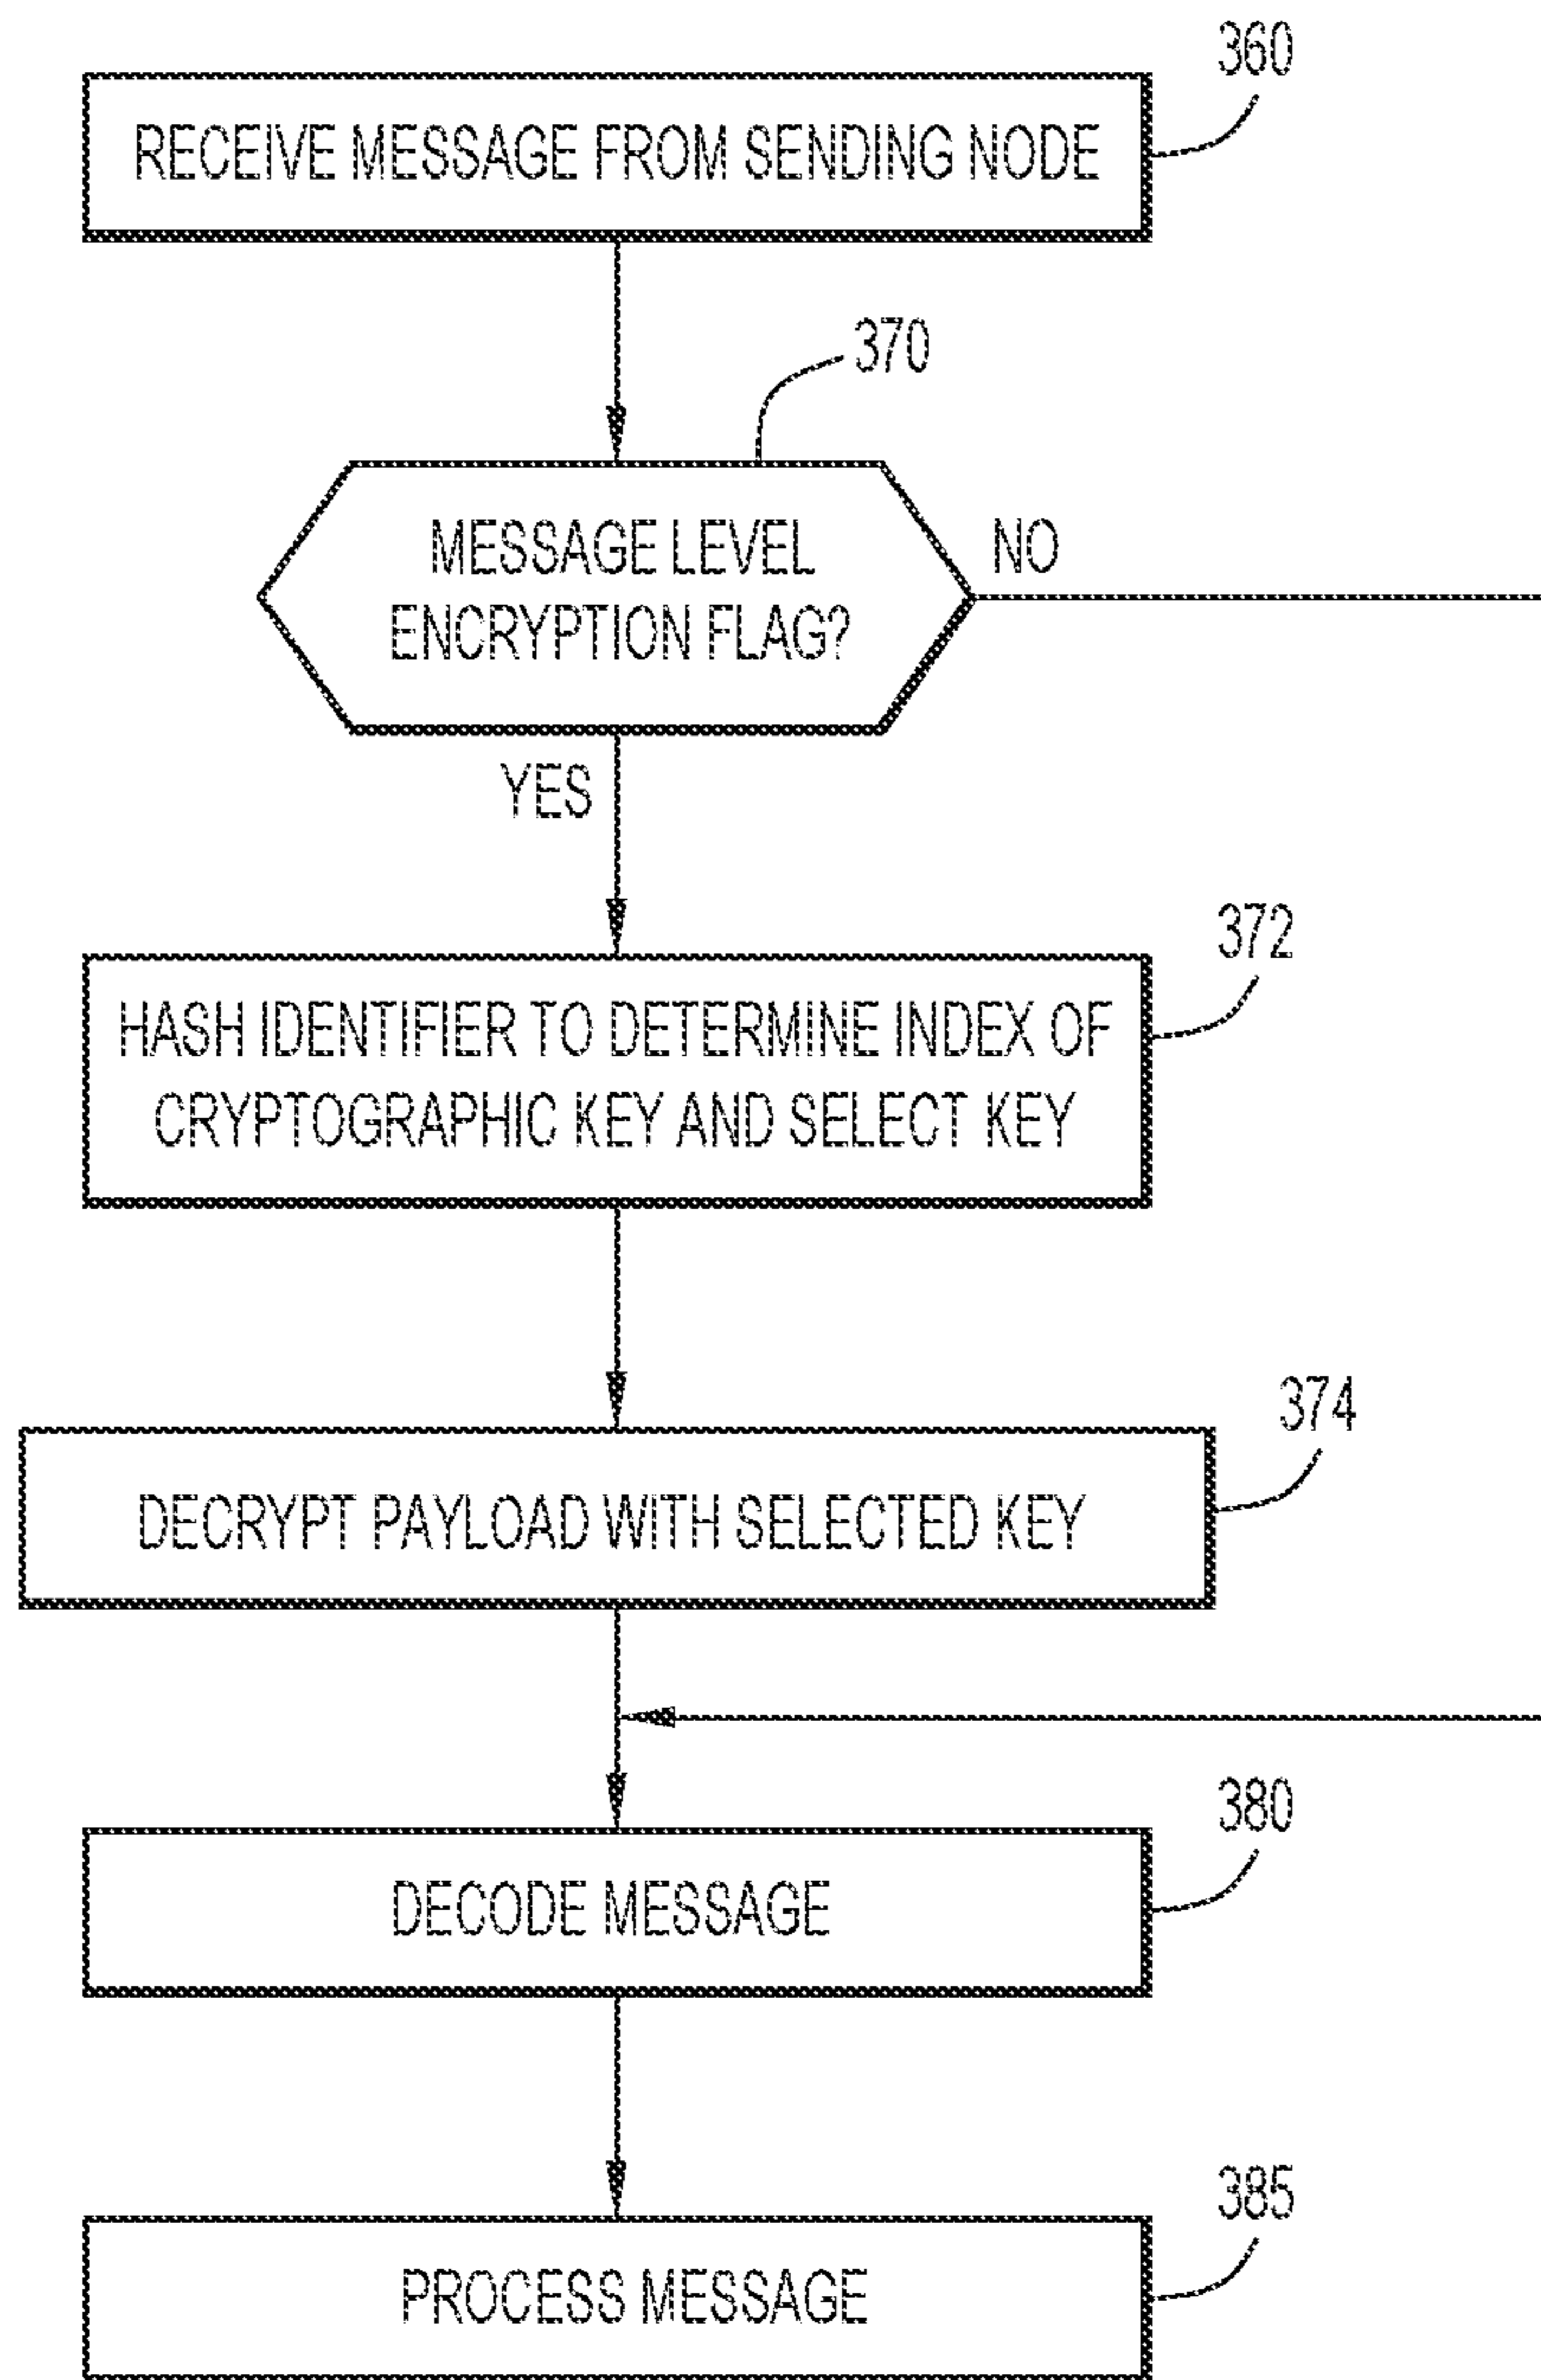 360
RECEIVE MESSAGE FROM SENDING NODE
370
MESSAGE LEVEL
ENCRYPTION FLAG?
NO
YES
372
HASH IDENTIFIER TO DETERMINE INDEX OF
CRYPTOGRAPHIC KEY AND SELECT KEY
374
DECRYPT PAYLOAD WITH SELECTED KEY
380
DECODE MESSAGE
385
PROCESS MESSAGE